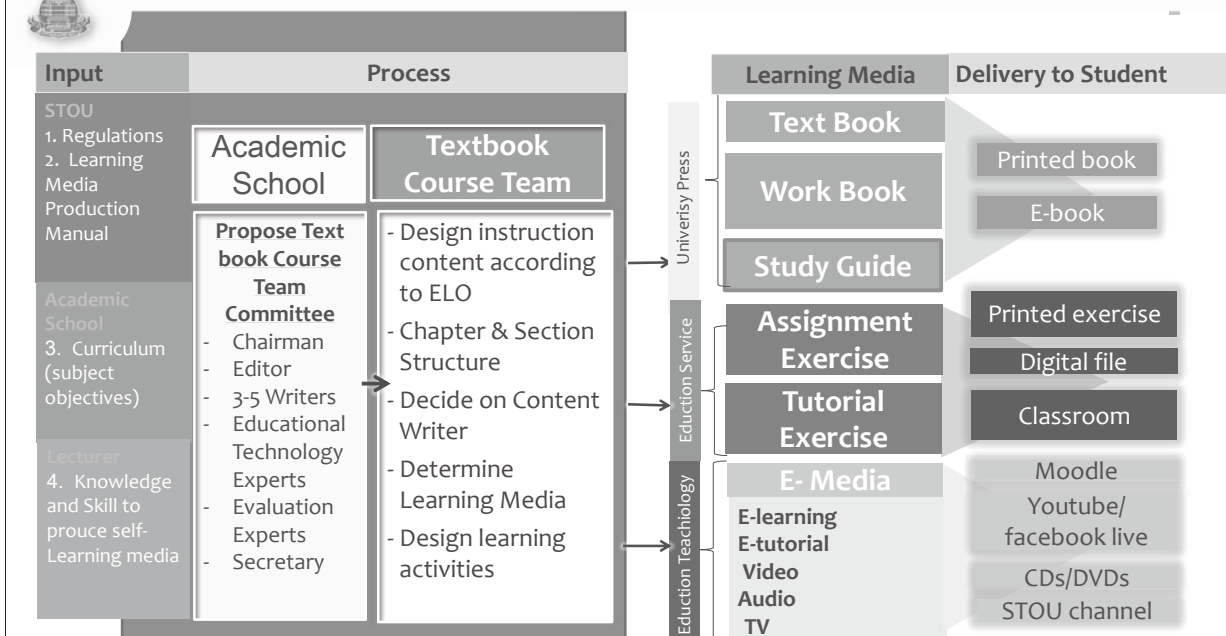 Input
Process
STOU
1. Regulations
2. Learning
Media
Production
Manual
Academic
School
3. Curriculum
(subject
objectives)
Lecturer
4. Knowledge
and Skill to
prouce self-
Learning media
Academic
School
Propose Text
book Course
Team
Committee
- Chairman
- Editor
- 3-5 Writers
- Educational
Technology
Experts
- Evaluation
Experts
- Secretary
Textbook
Course Team
- Design instruction
content according
to ELO
- Chapter & Section
Structure
- Decide on Content
Writer
- Determine
Learning Media
- Design learning
activities
Learning Media
Delivery to Student
Univerisy Press
Text Book
Work Book
Study Guide
Printed book
E-book
Eduction Service
Assignment
Exercise
Tutorial
Exercise
Printed exercise
Digital file
Classroom
Eduction Teachiology
E- Media
E-learning
E-tutorial
Video
Audio
TV
Moodle
Youtube/
facebook live
CDs/DVDs
STOU channel